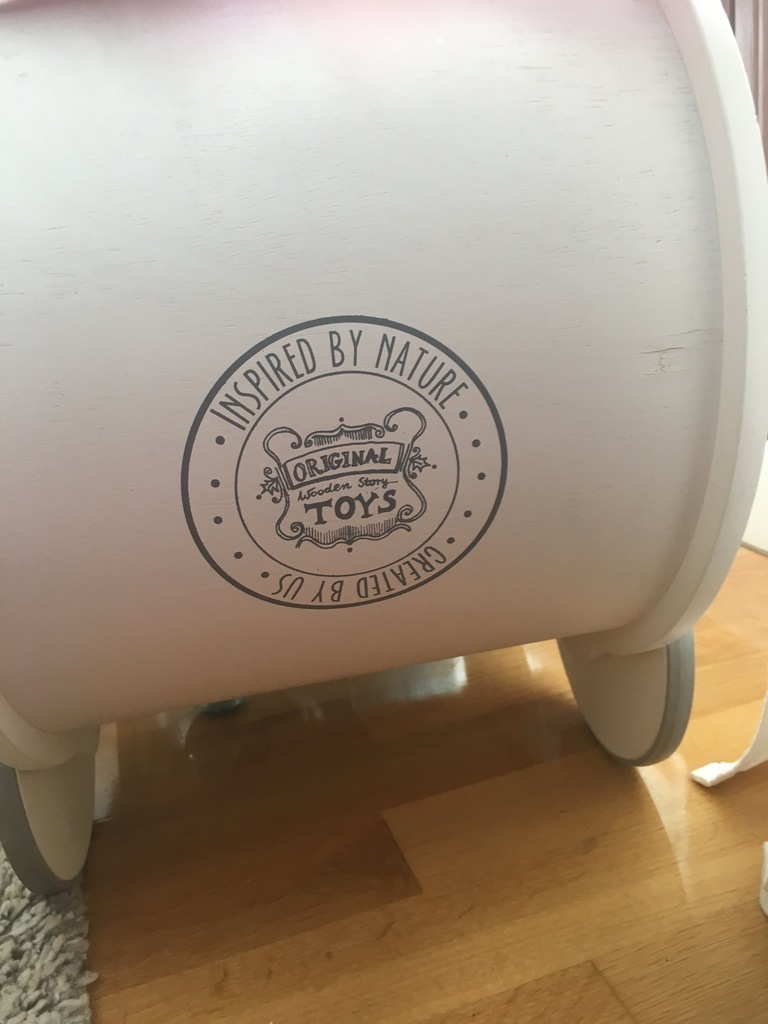 INSPIRED BY NATURE
ORIGINAL
Wooden Story
TOYS
CREATED BY US